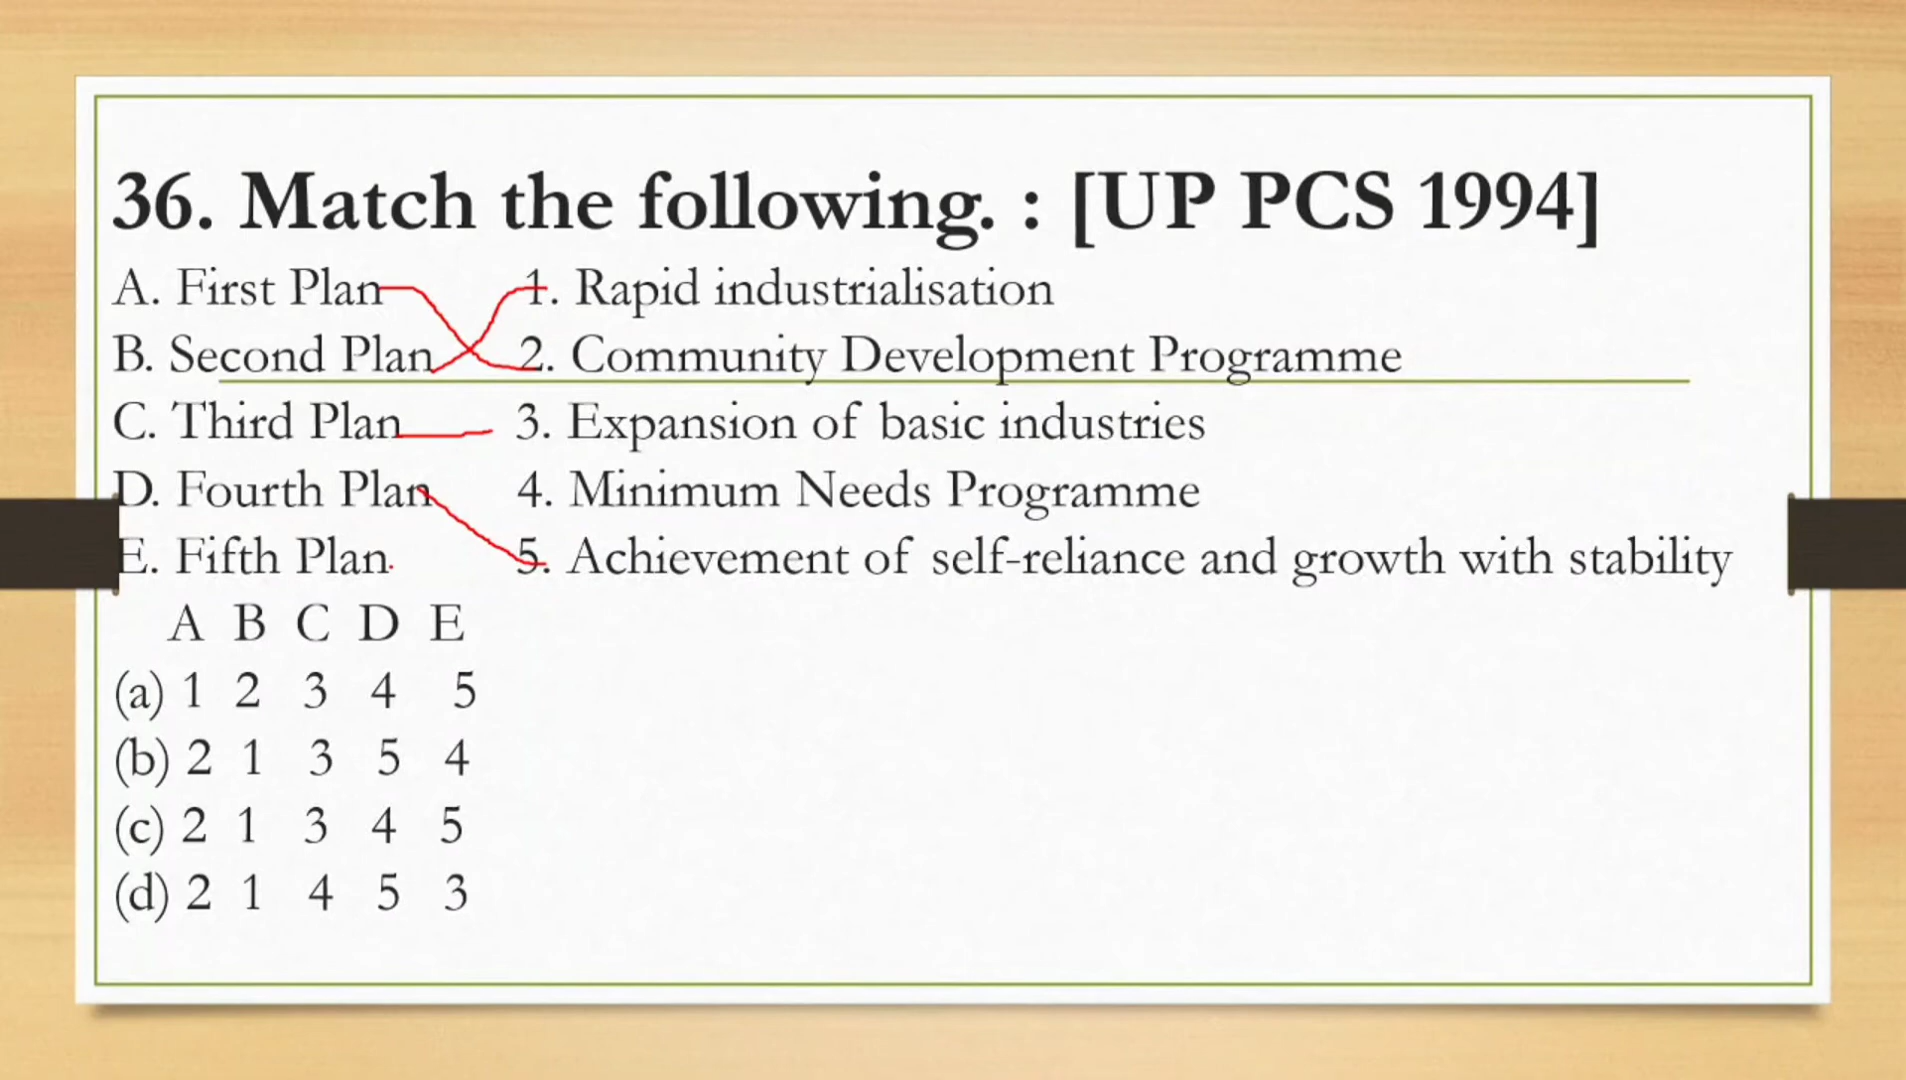 36. Match the following. : [UP PCS 1994]
A. First Plan 1. Rapid industrialisation
B. Second Plan 2. Community Development Programme
C. Third Plan 3. Expansion of basic industries
D. Fourth Plan 4. Minimum Needs Programme
E. Fifth Plan 5. Achievement of self-reliance and growth with stability
A B C D E
(a) 1 2 3 4 5
(b) 2 1 3 5 4
(c) 2 1 3 4 5
(d) 2 1 4 5 3